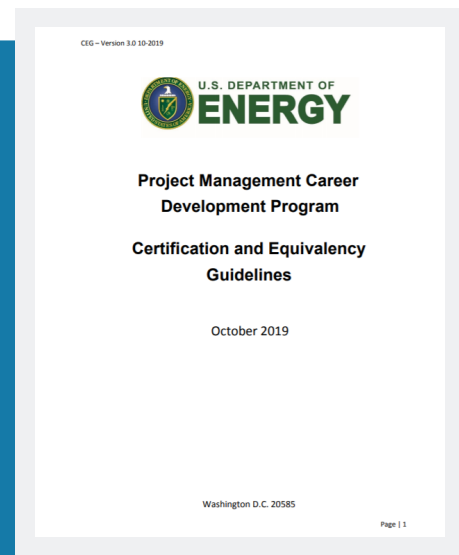 CEG – Version 3.0 10-2019
U.S. DEPARTMENT OF
ENERGY
Project Management Career
Development Program
Certification and Equivalency
Guidelines
October 2019
Washington D.C. 20585
Page | 1